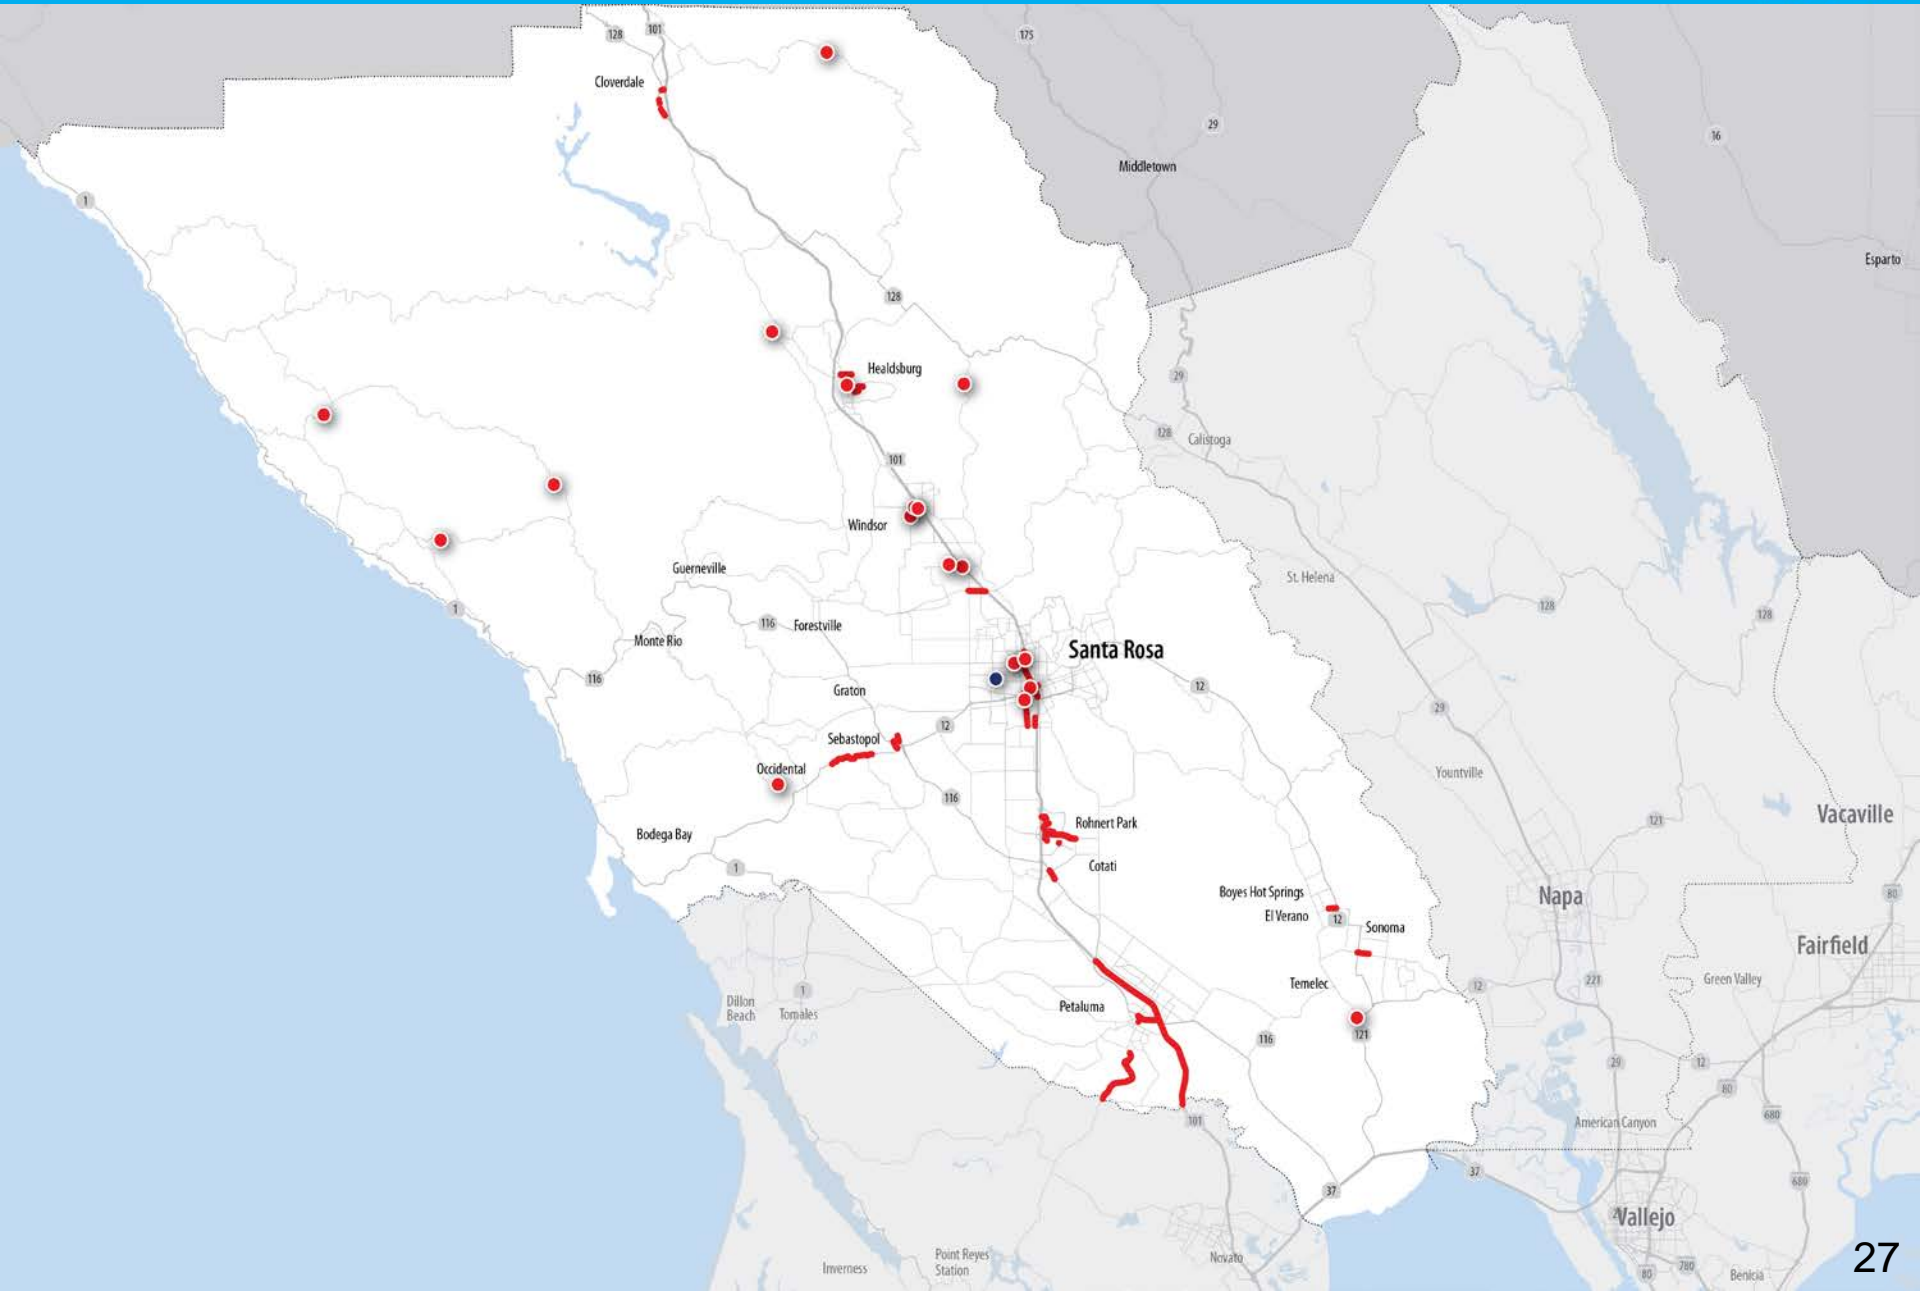 128
101
175
Cloverdale
29
16
Middletown
1
Esparto
128
Healdsburg
29
128
Calistoga
101
Windsor
Guerneville
St. Helena
128
128
1
116
Forestville
Monte Rio
Santa Rosa
116
Graton
12
29
12
Sebastopol
Occidental
Yountville
116
Vacaville
121
Rohnert Park
Bodega Bay
1
Cotati
Boyes Hot Springs
El Verano
12
Napa
80
Sonoma
Fairfield
Temelec
12
221
Green Valley
1
Dillon
Beach
Tomales
Petaluma
121
116
29
12
80
101
680
American Canyon
37
37
680
Vallejo
Point Reyes
Station
Inverness
Novato
80
780
Benicia
27